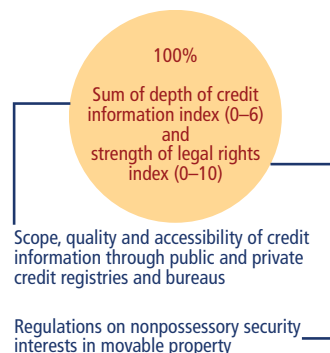 100%
Sum of depth of credit
information index (0–6)
and
strength of legal rights
index (0–10)
Scope, quality and accessibility of credit
information through public and private
credit registries and bureaus
Regulations on nonpossessory security
interests in movable property